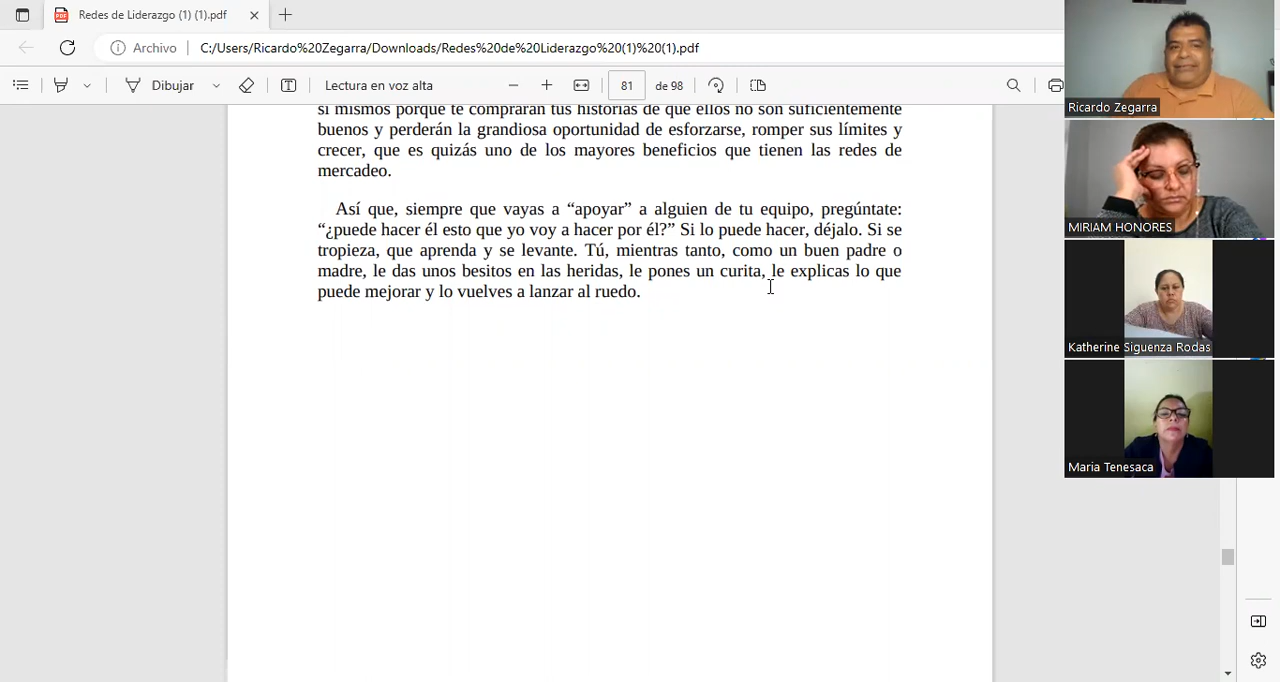 Redes de Liderazgo (1) (1).pdf
Archivo
C:/Users/Ricardo%20Zegarra/Downloads/Redes%20de%20Liderazgo%20(1)%20(1).pdf
Dibujar
Lectura en voz alta
81
de 98
sí mismos porque te comprarán tus historias de que ellos no son suficientemente
buenos y perderán la grandiosa oportunidad de esforzarse, romper sus límites y
crecer, que es quizás uno de los mayores beneficios que tienen las redes de
mercadeo.
Así que, siempre que vayas a “apoyar” a alguien de tu equipo, pregúntate:
“¿puede hacer él esto que yo voy a hacer por él?” Si lo puede hacer, déjalo. Si se
tropieza, que aprenda y se levante. Tú, mientras tanto, como un buen padre o
madre, le das unos besitos en las heridas, le pones un curita, le explicas lo que
puede mejorar y lo vuelves a lanzar al ruedo.
Ricardo Zegarra
MIRIAM HONORES
Katherine Siguenza Rodas
Maria Tenesaca